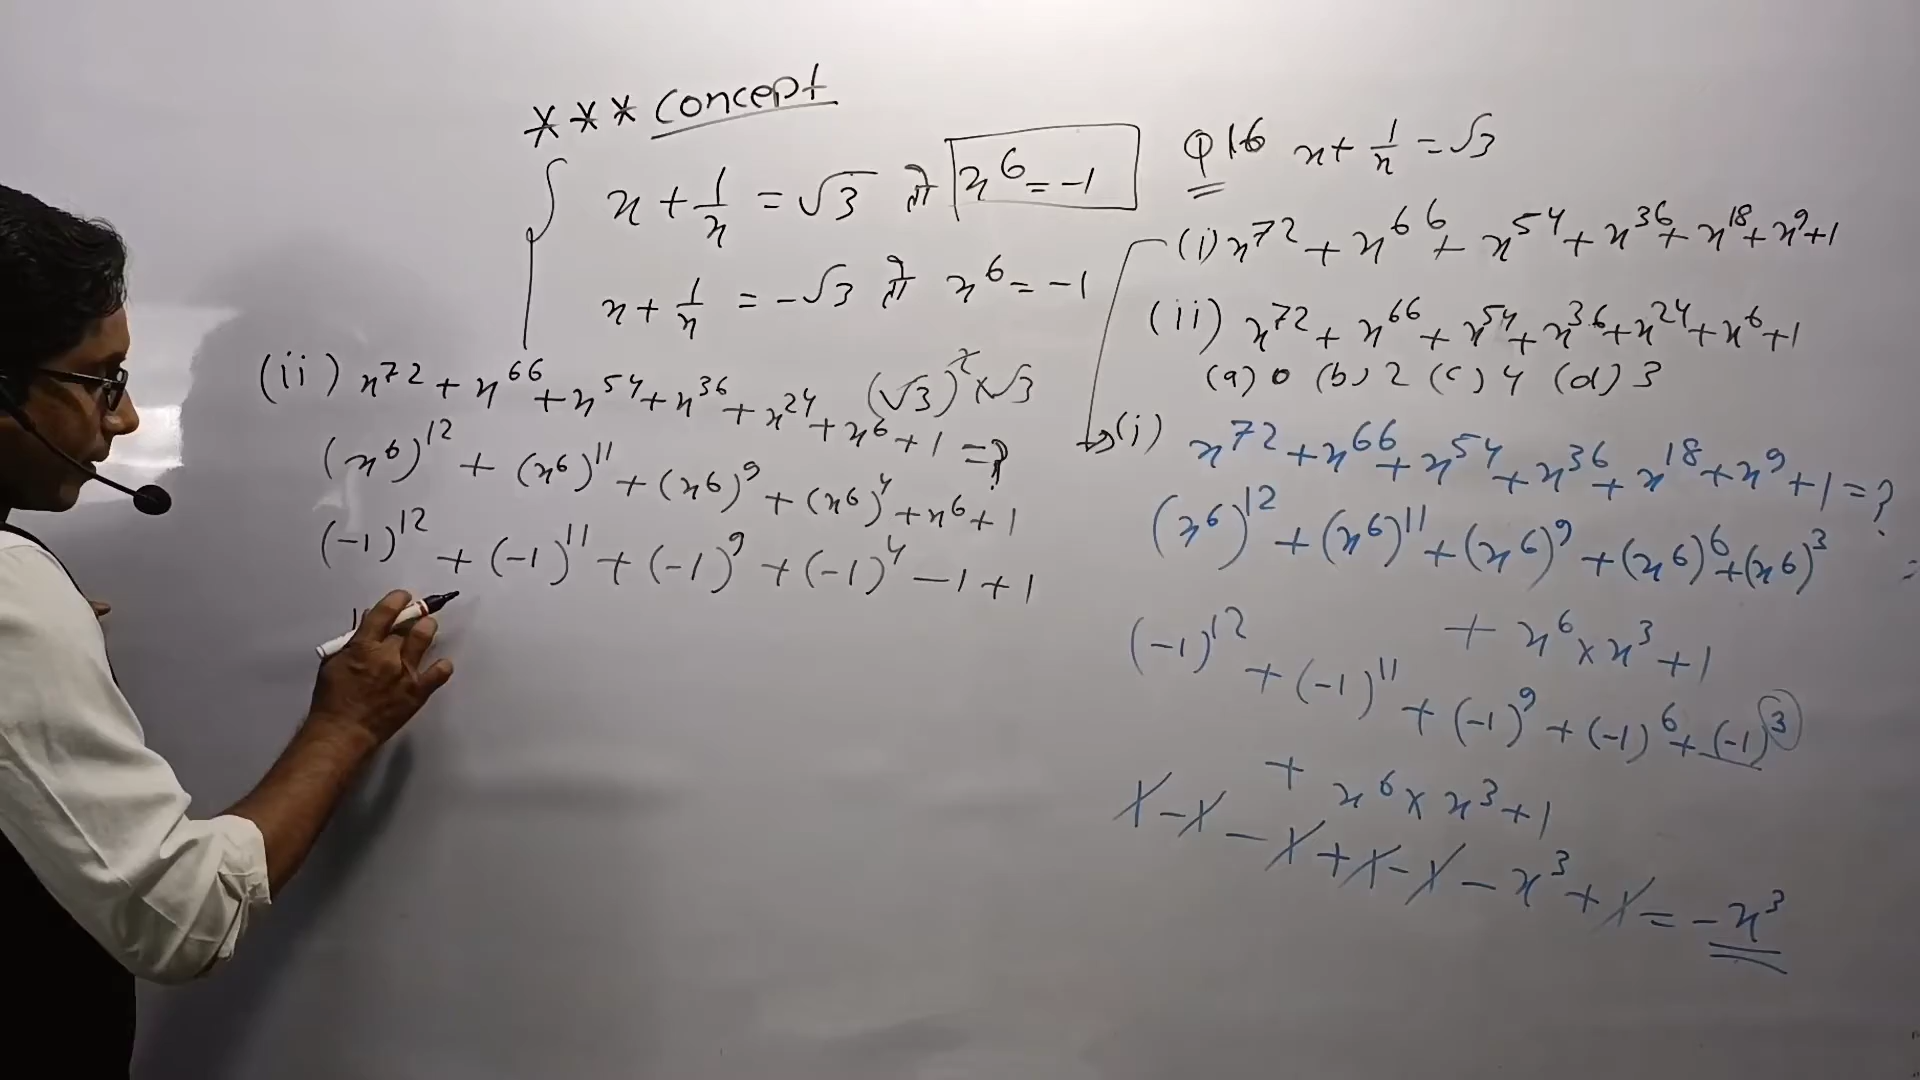 *** Concept
x + 1/x = √3 तो x⁶ = -1
x + 1/x = -√3 तो x⁶ = -1
(ii) x⁷² + x⁶⁶ + x⁵⁴ + x³⁶ + x²⁴ + x⁶ + 1 = ?
(√3)² × √3
(x⁶)¹² + (x⁶)¹¹ + (x⁶)⁹ + (x⁶)⁴ + x⁶ + 1
(-1)¹² + (-1)¹¹ + (-1)⁹ + (-1)⁴ - 1 + 1
Q 16 x + 1/x = √3
(i) x⁷² + x⁶⁶ + x⁵⁴ + x³⁶ + x¹⁸ + x⁹ + 1
(ii) x⁷² + x⁶⁶ + x⁵⁴ + x³⁶ + x²⁴ + x⁶ + 1
(a) 0 (b) 2 (c) 4 (d) 3
→ (i) x⁷² + x⁶⁶ + x⁵⁴ + x³⁶ + x¹⁸ + x⁹ + 1 = ?
(x⁶)¹² + (x⁶)¹¹ + (x⁶)⁹ + (x⁶)⁶ + (x⁶)³
+ x⁶ × x³ + 1
(-1)¹² + (-1)¹¹ + (-1)⁹ + (-1)⁶ + (-1)³
+ x⁶ × x³ + 1
1 - 1 - 1 + 1 - 1 - x³ + 1 = -x³